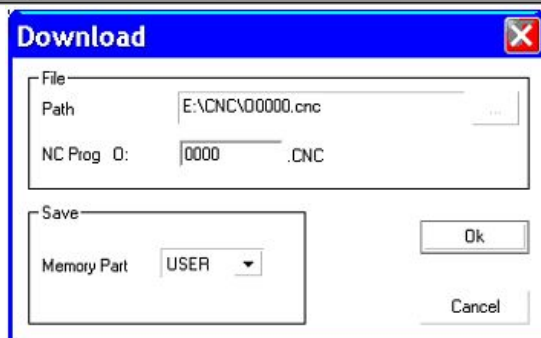 Download
File
Path E:\CNC\O0000.cnc ...
NC Prog O: 0000 .CNC
Save
Memory Part USER
Ok
Cancel